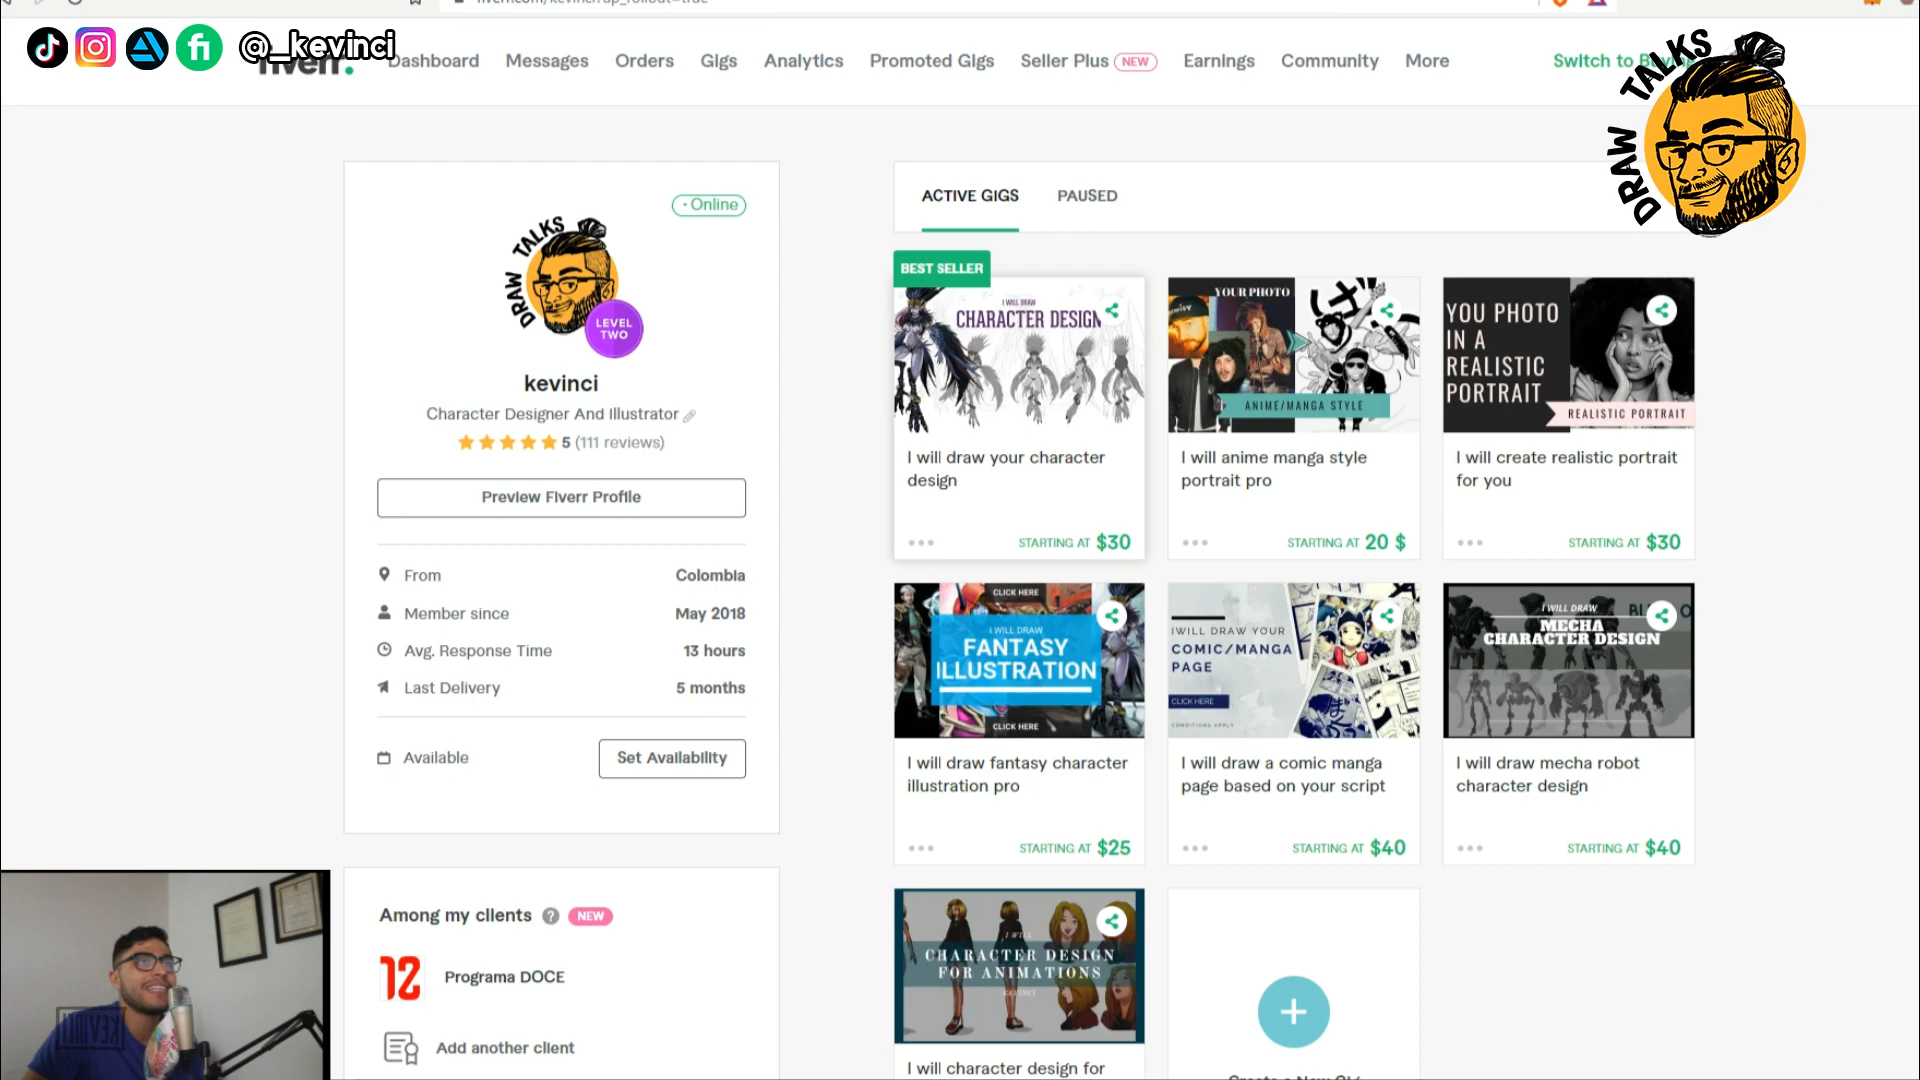 @_kevinci
fiverr.
Dashboard
Messages
Orders
Gigs
Analytics
Promoted Gigs
Seller Plus NEW
Earnings
Community
More
Switch to
DRAW TALKS
Online
DRAW TALKS
LEVEL
TWO
kevinci
Character Designer And Illustrator
5 (111 reviews)
Preview Fiverr Profile
From Colombia
Member since May 2018
Avg. Response Time 13 hours
Last Delivery 5 months
Available
Set Availability
Among my clients ? NEW
12 Programa DOCE
Add another client
ACTIVE GIGS
PAUSED
BEST SELLER
I WILL DRAW
CHARACTER DESIGN
I will draw your character
design
STARTING AT $30
YOUR PHOTO
ANIME/MANGA STYLE
I will anime manga style
portrait pro
STARTING AT 20 $
YOU PHOTO
IN A
REALISTIC
PORTRAIT
REALISTIC PORTRAIT
I will create realistic portrait
for you
STARTING AT $30
CLICK HERE
I WILL DRAW
FANTASY
ILLUSTRATION
CLICK HERE
I will draw fantasy character
illustration pro
STARTING AT $25
IWILL DRAW YOUR
COMIC/MANGA
PAGE
CLICK HERE
CONDITIONS APPLY
I will draw a comic manga
page based on your script
STARTING AT $40
I WILL DRAW
MECHA
CHARACTER DESIGN
I will draw mecha robot
character design
STARTING AT $40
I WILL
CHARACTER DESIGN
FOR ANIMATIONS
KEVINCI
I will character design for